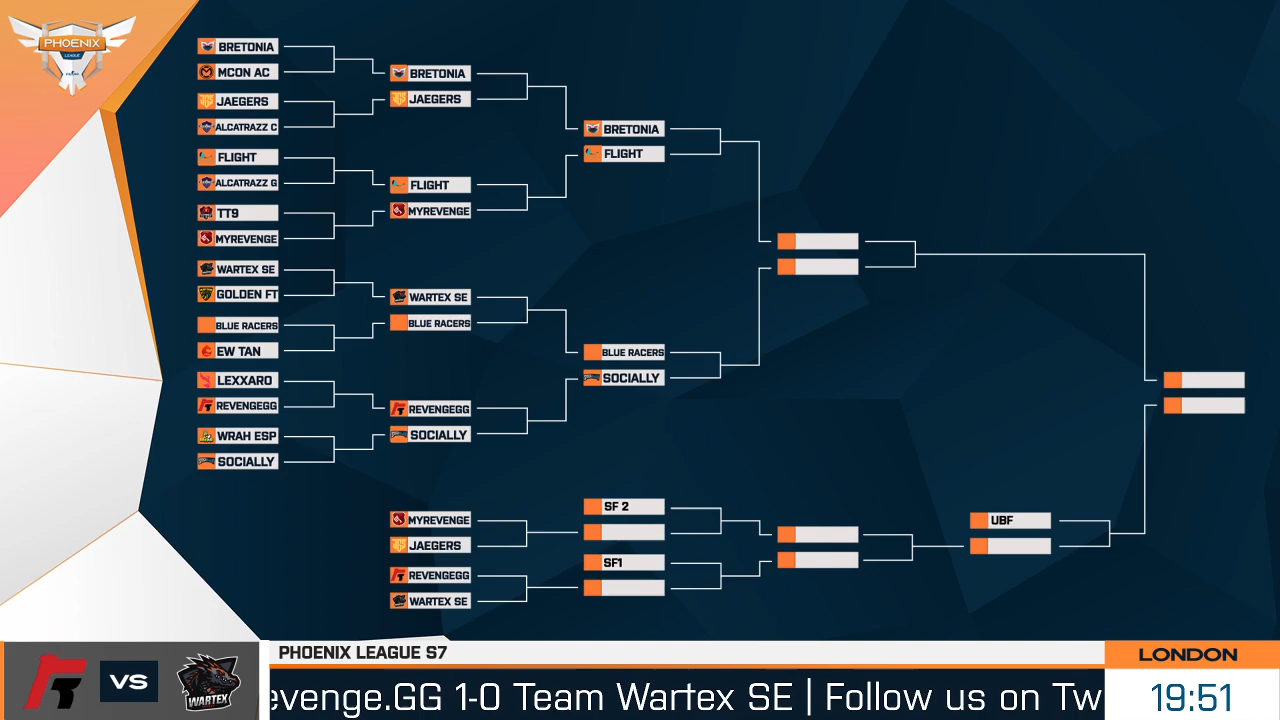 PHOENIX
LEAGUE
BRETONIA
MCON AC
JAEGERS
ALCATRAZZ C
FLIGHT
ALCATRAZZ G
TT9
MYREVENGE
WARTEX SE
GOLDEN FT
BLUE RACERS
EW TAN
LEXXARO
REVENGEGG
WRAH ESP
SOCIALLY
BRETONIA
JAEGERS
FLIGHT
MYREVENGE
WARTEX SE
BLUE RACERS
REVENGEGG
SOCIALLY
MYREVENGE
JAEGERS
REVENGEGG
WARTEX SE
BRETONIA
FLIGHT
BLUE RACERS
SOCIALLY
SF 2
SF1
UBF
VS
WARTEX
PHOENIX LEAGUE S7
evenge.GG 1-0 Team Wartex SE | Follow us on Tw
LONDON
19:51